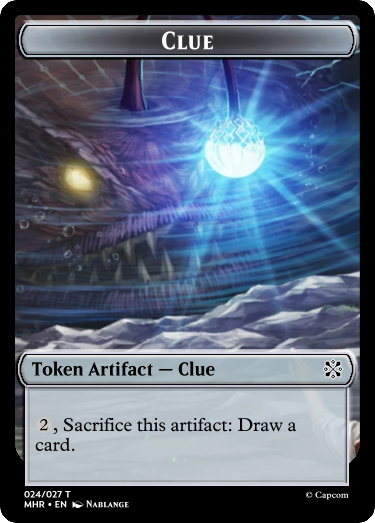 Clue
Token Artifact — Clue
2, Sacrifice this artifact: Draw a
card.
024/027 T
MHR • EN Nablange
© Capcom